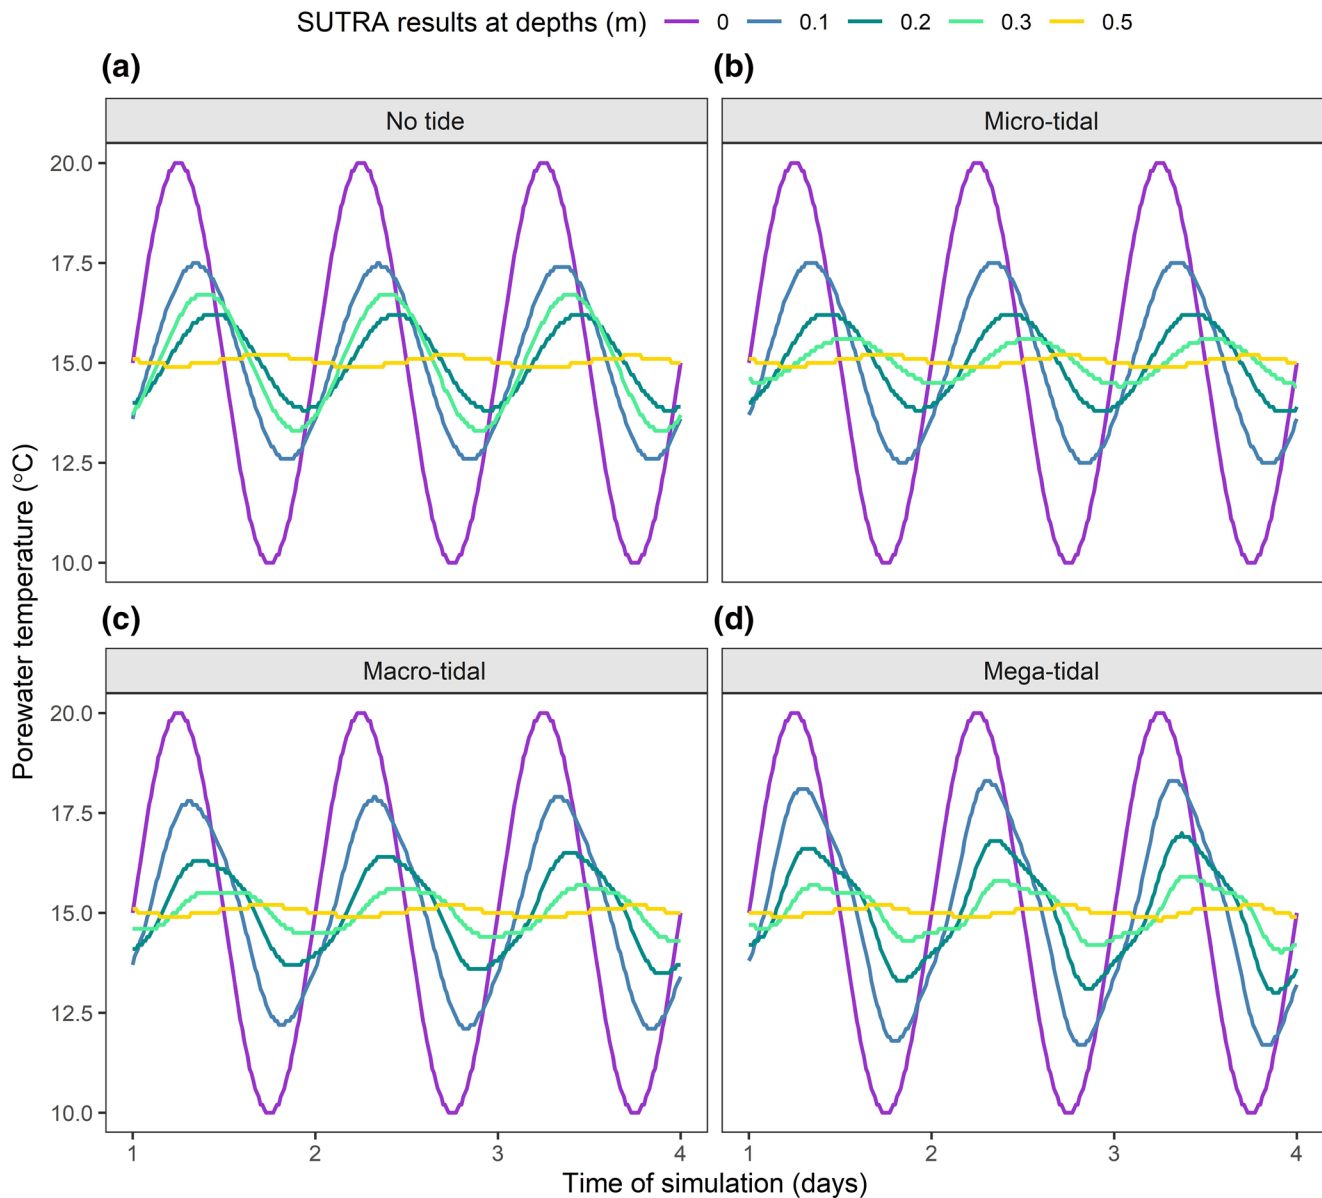 SUTRA results at depths (m) 0 0.1 0.2 0.3 0.5
(a) (b)
No tide Micro-tidal
20.0
17.5
15.0
12.5
10.0
Porewater temperature (°C)
(c) (d)
Macro-tidal Mega-tidal
20.0
17.5
15.0
12.5
10.0
1 2 3 4 1 2 3 4
Time of simulation (days)